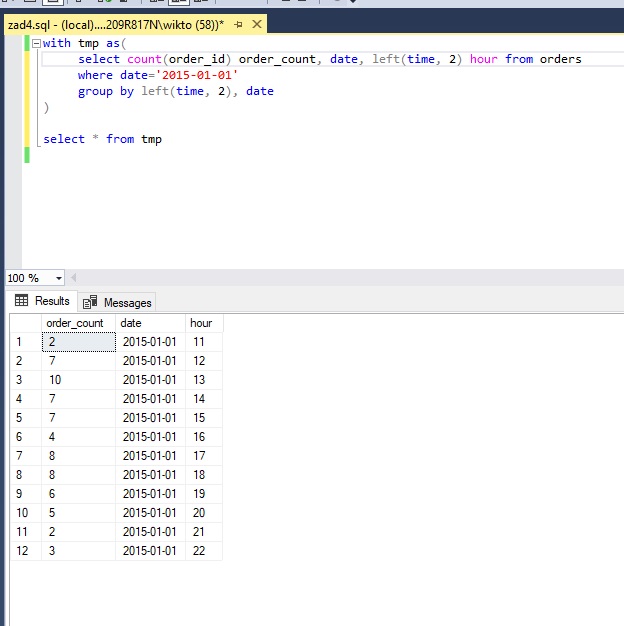 zad4.sql - (local)....209R817N\wikto (58))*
with tmp as(
select count(order_id) order_count, date, left(time, 2) hour from orders
where date='2015-01-01'
group by left(time, 2), date
)
select * from tmp
100 %
Results Messages
order_count date hour
1 2 2015-01-01 11
2 7 2015-01-01 12
3 10 2015-01-01 13
4 7 2015-01-01 14
5 7 2015-01-01 15
6 4 2015-01-01 16
7 8 2015-01-01 17
8 8 2015-01-01 18
9 6 2015-01-01 19
10 5 2015-01-01 20
11 2 2015-01-01 21
12 3 2015-01-01 22